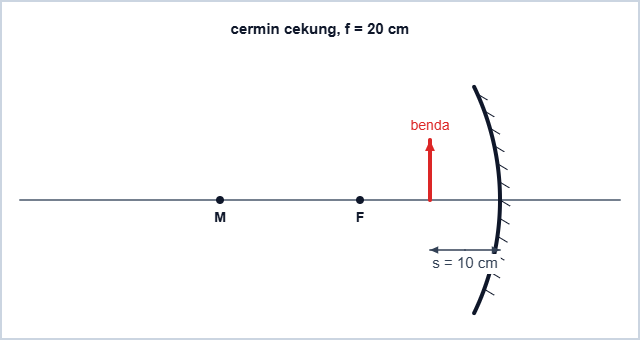 cermin cekung, f = 20 cm
benda
M
F
s = 10 cm